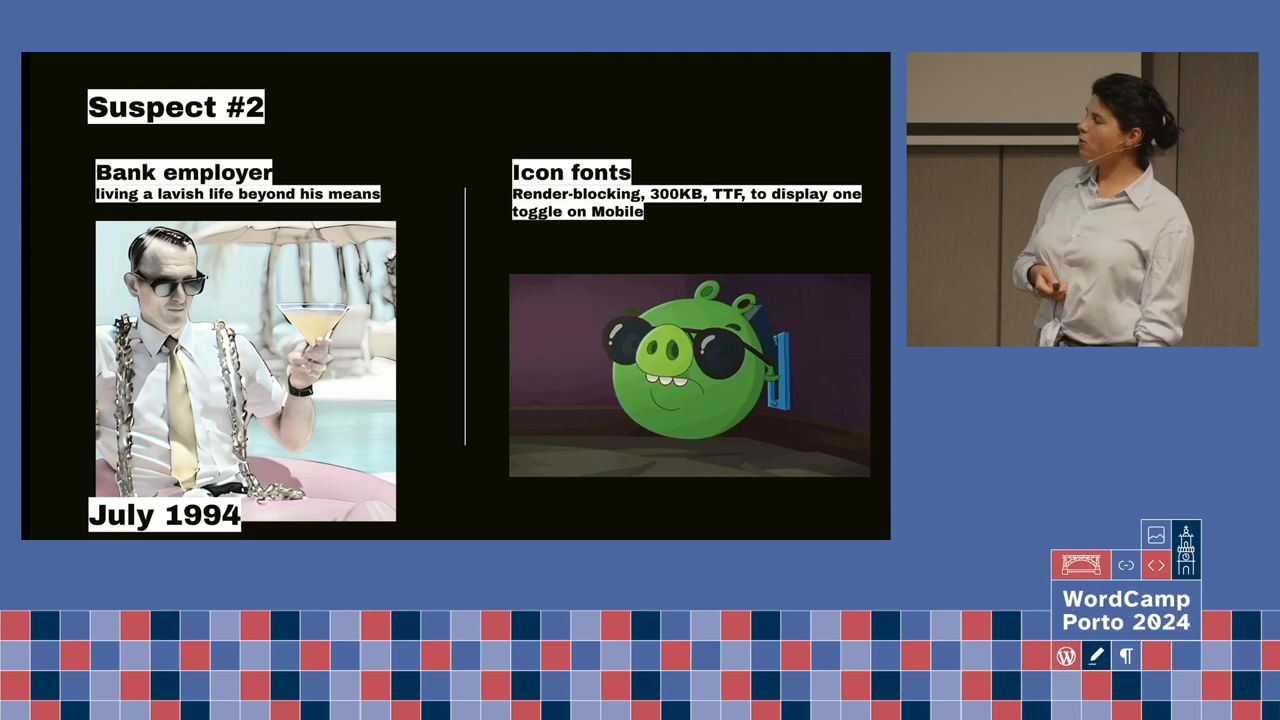 Suspect #2
Bank employer
living a lavish life beyond his means
July 1994
Icon fonts
Render-blocking, 300KB, TTF, to display one
toggle on Mobile
WordCamp
Porto 2024